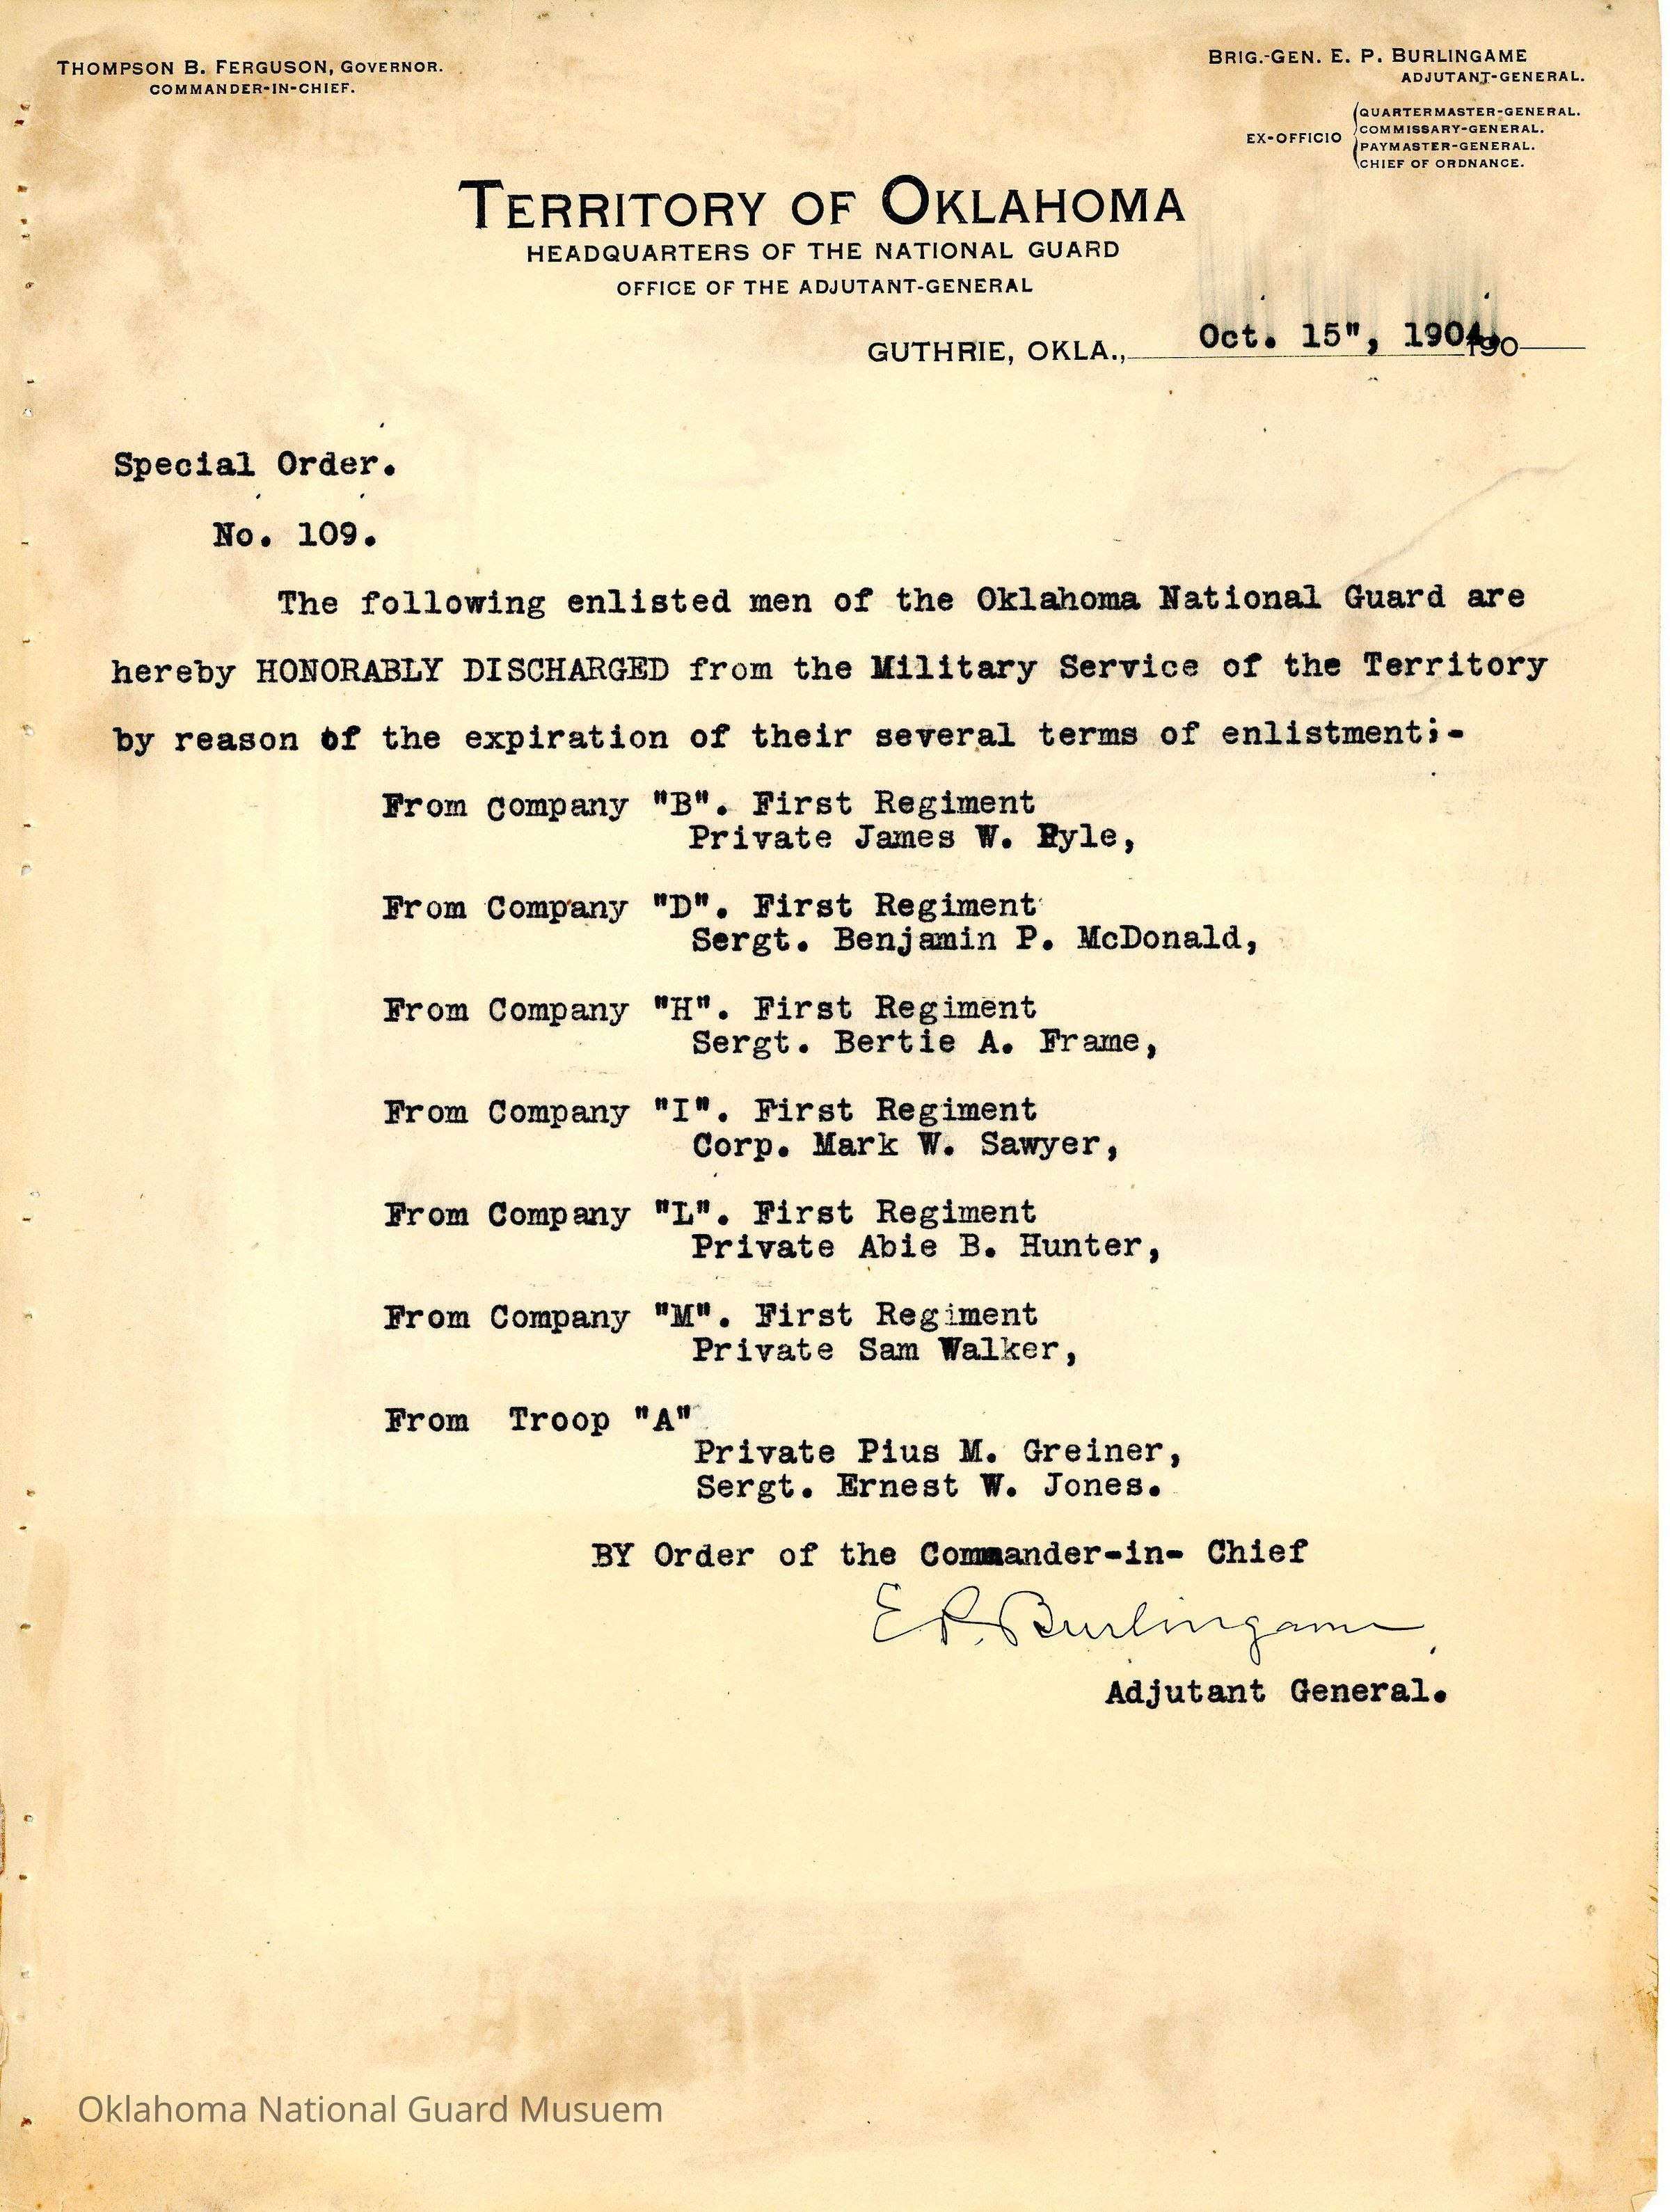 THOMPSON B. FERGUSON, GOVERNOR.
COMMANDER-IN-CHIEF.
BRIG.-GEN. E. P. BURLINGAME
ADJUTANT-GENERAL.
EX-OFFICIO
QUARTERMASTER-GENERAL.
COMMISSARY-GENERAL.
PAYMASTER-GENERAL.
CHIEF OF ORDNANCE.
TERRITORY OF OKLAHOMA
HEADQUARTERS OF THE NATIONAL GUARD
OFFICE OF THE ADJUTANT-GENERAL
GUTHRIE, OKLA., Oct. 15", 1904, 190
Special Order.
No. 109.
The following enlisted men of the Oklahoma National Guard are
hereby HONORABLY DISCHARGED from the Military Service of the Territory
by reason of the expiration of their several terms of enlistment;-
From Company "B". First Regiment
Private James W.
From Company "D". First Regiment
Sergt. Benjamin P. McDonald,
From Company "H". First Regiment
Sergt. Bertie A. Frame,
From Company "I". First Regiment
Corp. Mark W. Sawyer,
From Company "L". First Regiment
Private Abie B. Hunter,
From Company "M". First Regiment
Private Sam Walker,
From Troop "A"
Private Pius M. Greiner,
Sergt. Ernest W. Jones.
BY Order of the Commander-in- Chief
E. P. Burlingame
Adjutant General.
Oklahoma National Guard Musuem